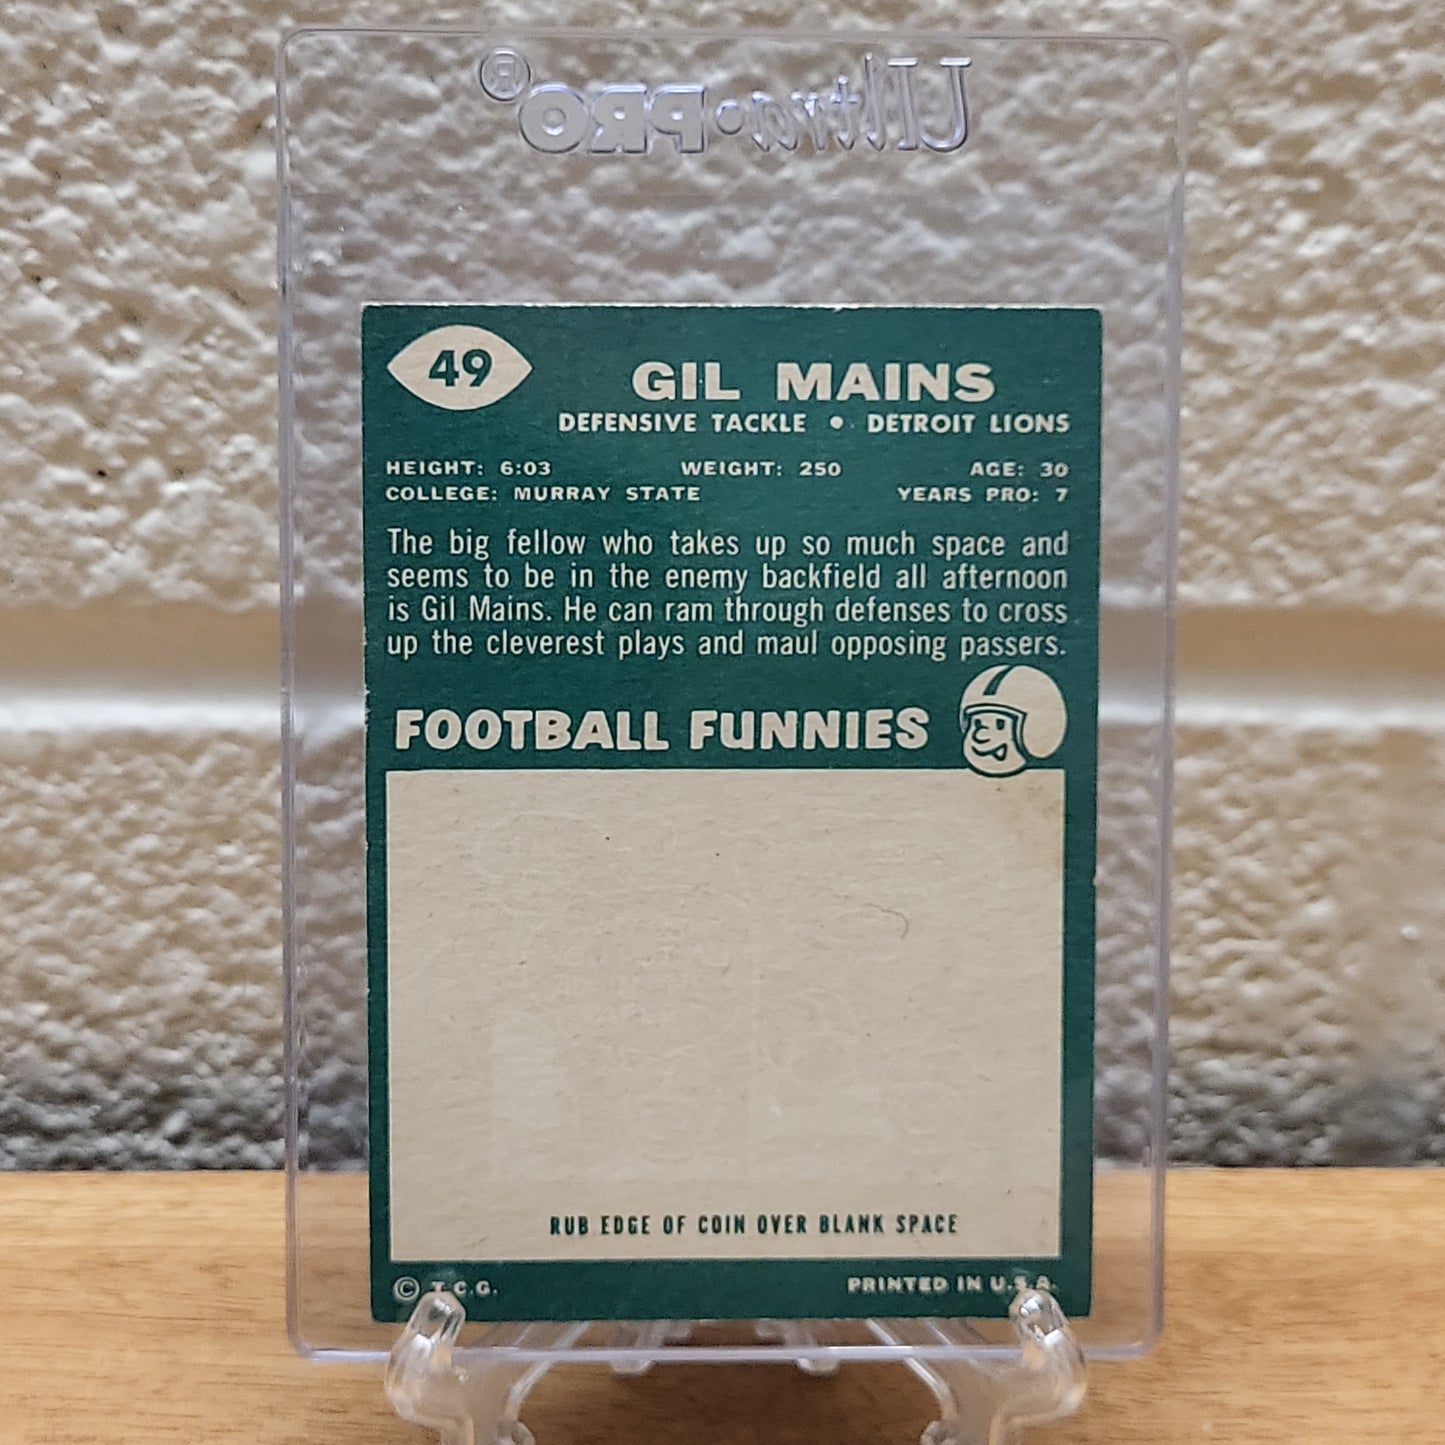 Ultra•PRO®
49
GIL MAINS
DEFENSIVE TACKLE • DETROIT LIONS
HEIGHT: 6:03 WEIGHT: 250 AGE: 30
COLLEGE: MURRAY STATE YEARS PRO: 7
The big fellow who takes up so much space and
seems to be in the enemy backfield all afternoon
is Gil Mains. He can ram through defenses to cross
up the cleverest plays and maul opposing passers.
FOOTBALL FUNNIES
RUB EDGE OF COIN OVER BLANK SPACE
© T.C.G. PRINTED IN U.S.A.